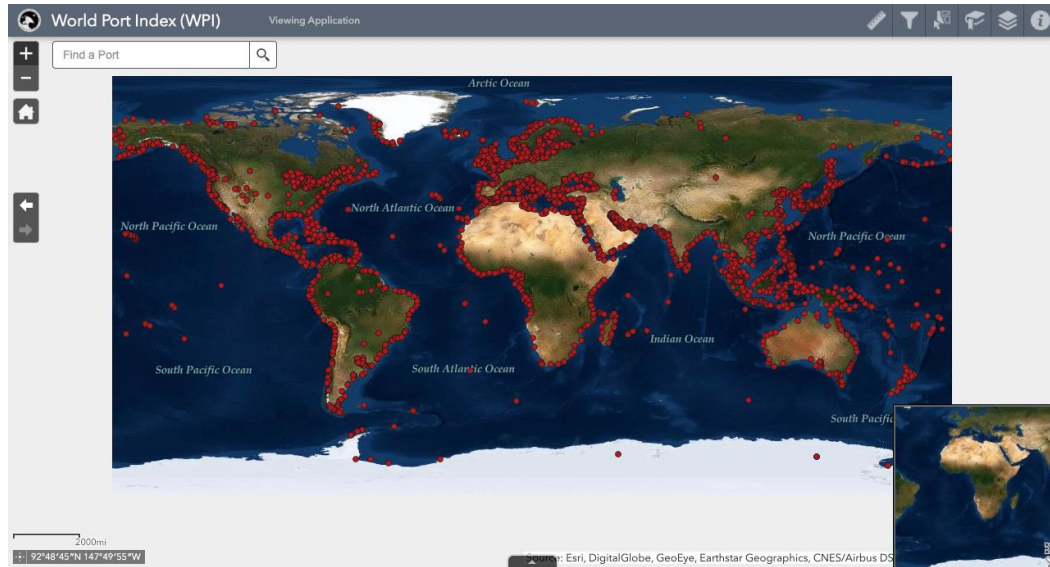 World Port Index (WPI) Viewing Application
Find a Port
Arctic Ocean
North Atlantic Ocean
North Pacific Ocean
North Pacific Ocean
Indian Ocean
South Pacific Ocean
South Atlantic Ocean
South Pacific
2000mi
92°48'45"N 147°49'55"W
Source: Esri, DigitalGlobe, GeoEye, Earthstar Geographics, CNES/Airbus DS